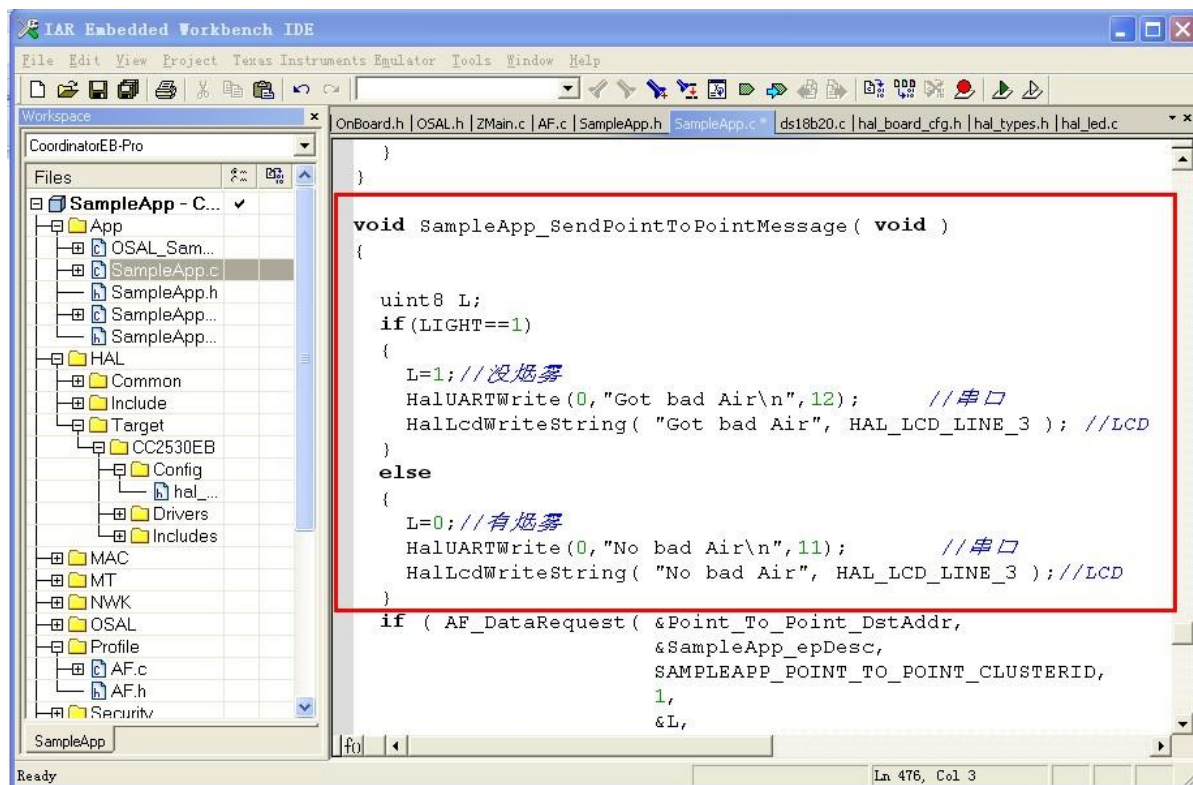 IAR Embedded Workbench IDE
File Edit View Project Texas Instruments Emulator Tools Window Help
Workspace
OnBoard.h | OSAL.h | ZMain.c | AF.c | SampleApp.h | SampleApp.c * | ds18b20.c | hal_board_cfg.h | hal_types.h | hal_led.c
CoordinatorEB-Pro
Files
SampleApp - C...
App
OSAL_Sam...
SampleApp.c
SampleApp.h
SampleApp...
SampleApp...
HAL
Common
Include
Target
CC2530EB
Config
hal_...
Drivers
Includes
MAC
MT
NWK
OSAL
Profile
AF.c
AF.h
Security
SampleApp
}
}
void SampleApp_SendPointToPointMessage( void )
{
uint8 L;
if(LIGHT==1)
{
L=1;//没烟雾
HalUARTWrite(0,"Got bad Air\n",12); //串口
HalLcdWriteString( "Got bad Air", HAL_LCD_LINE_3 ); //LCD
}
else
{
L=0;//有烟雾
HalUARTWrite(0,"No bad Air\n",11); //串口
HalLcdWriteString( "No bad Air", HAL_LCD_LINE_3 );//LCD
}
if ( AF_DataRequest( &Point_To_Point_DstAddr,
&SampleApp_epDesc,
SAMPLEAPP_POINT_TO_POINT_CLUSTERID,
1,
&L,
f()
Ready
Ln 476, Col 3